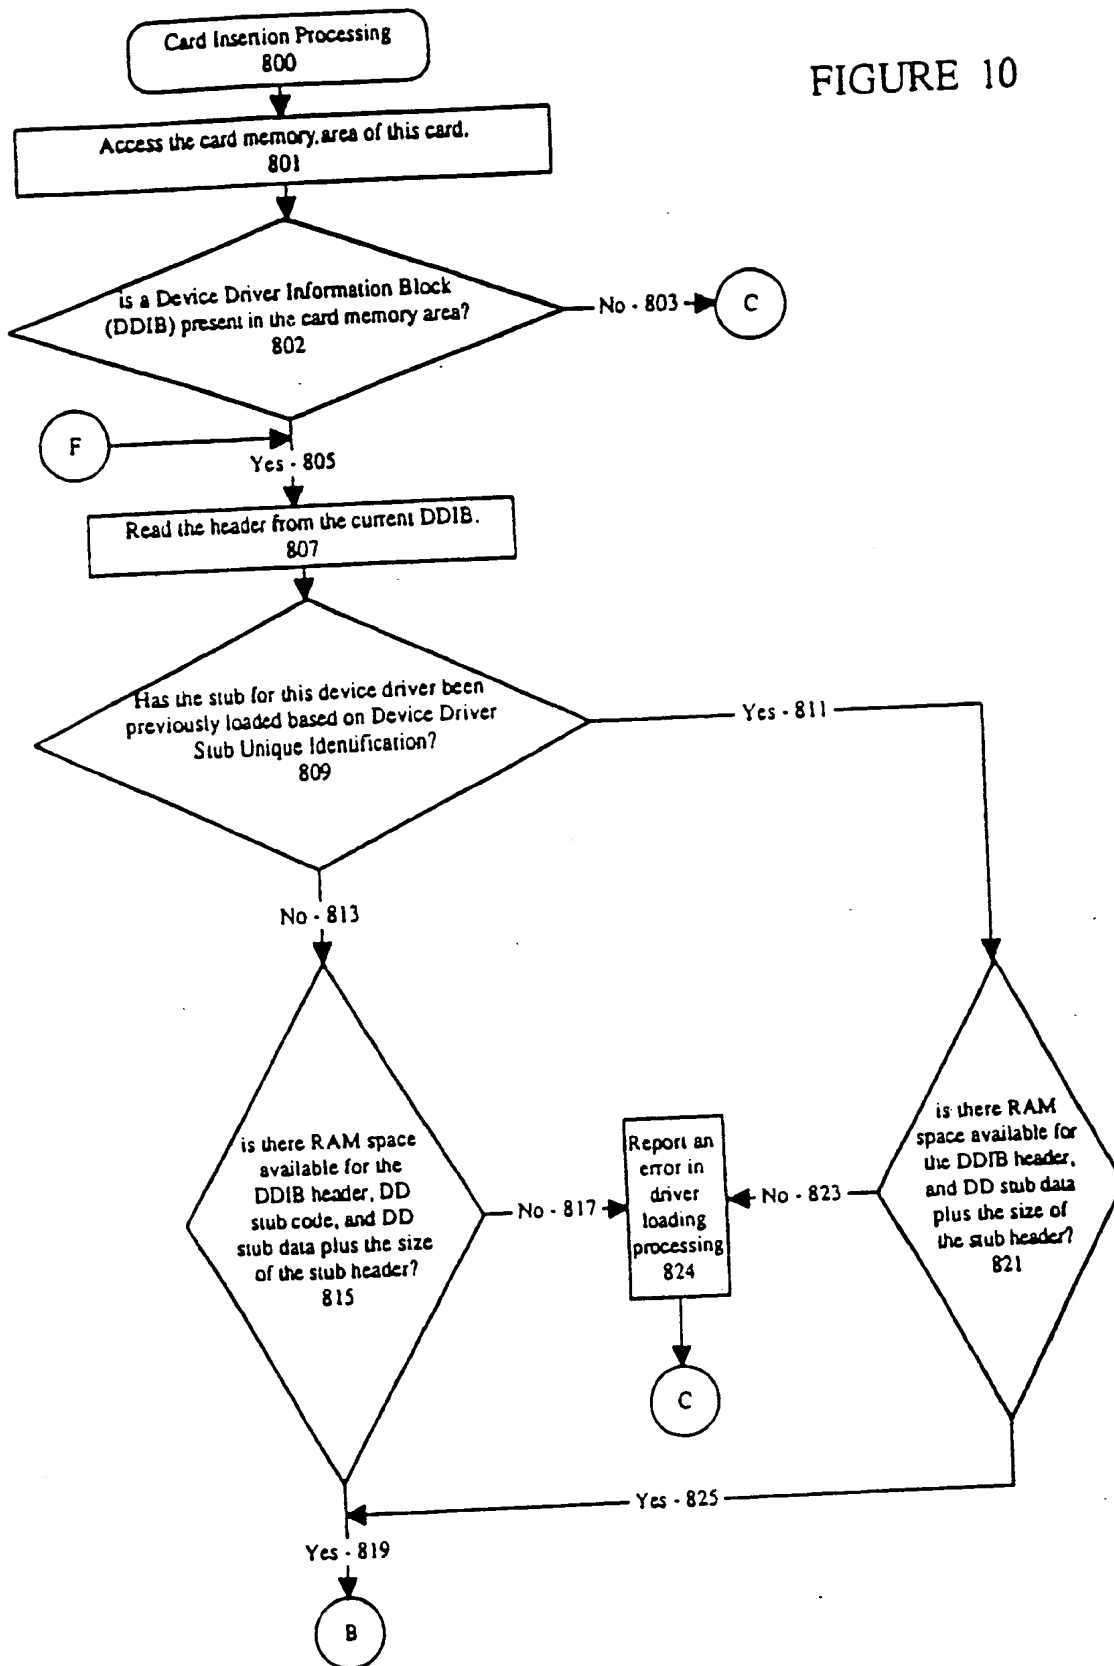 Card Insertion Processing
800
FIGURE 10
Access the card memory area of this card.
801
is a Device Driver Information Block
(DDIB) present in the card memory area?
802
No - 803
C
F
Yes - 805
Read the header from the current DDIB.
807
Has the stub for this device driver been
previously loaded based on Device Driver
Stub Unique Identification?
809
Yes - 811
No - 813
is there RAM space
available for the
DDIB header, DD
stub code, and DD
stub data plus the size
of the stub header?
815
No - 817
Report an
error in
driver
loading
processing
824
No - 823
is there RAM
space available for
the DDIB header,
and DD stub data
plus the size of
the stub header?
821
C
Yes - 825
Yes - 819
B